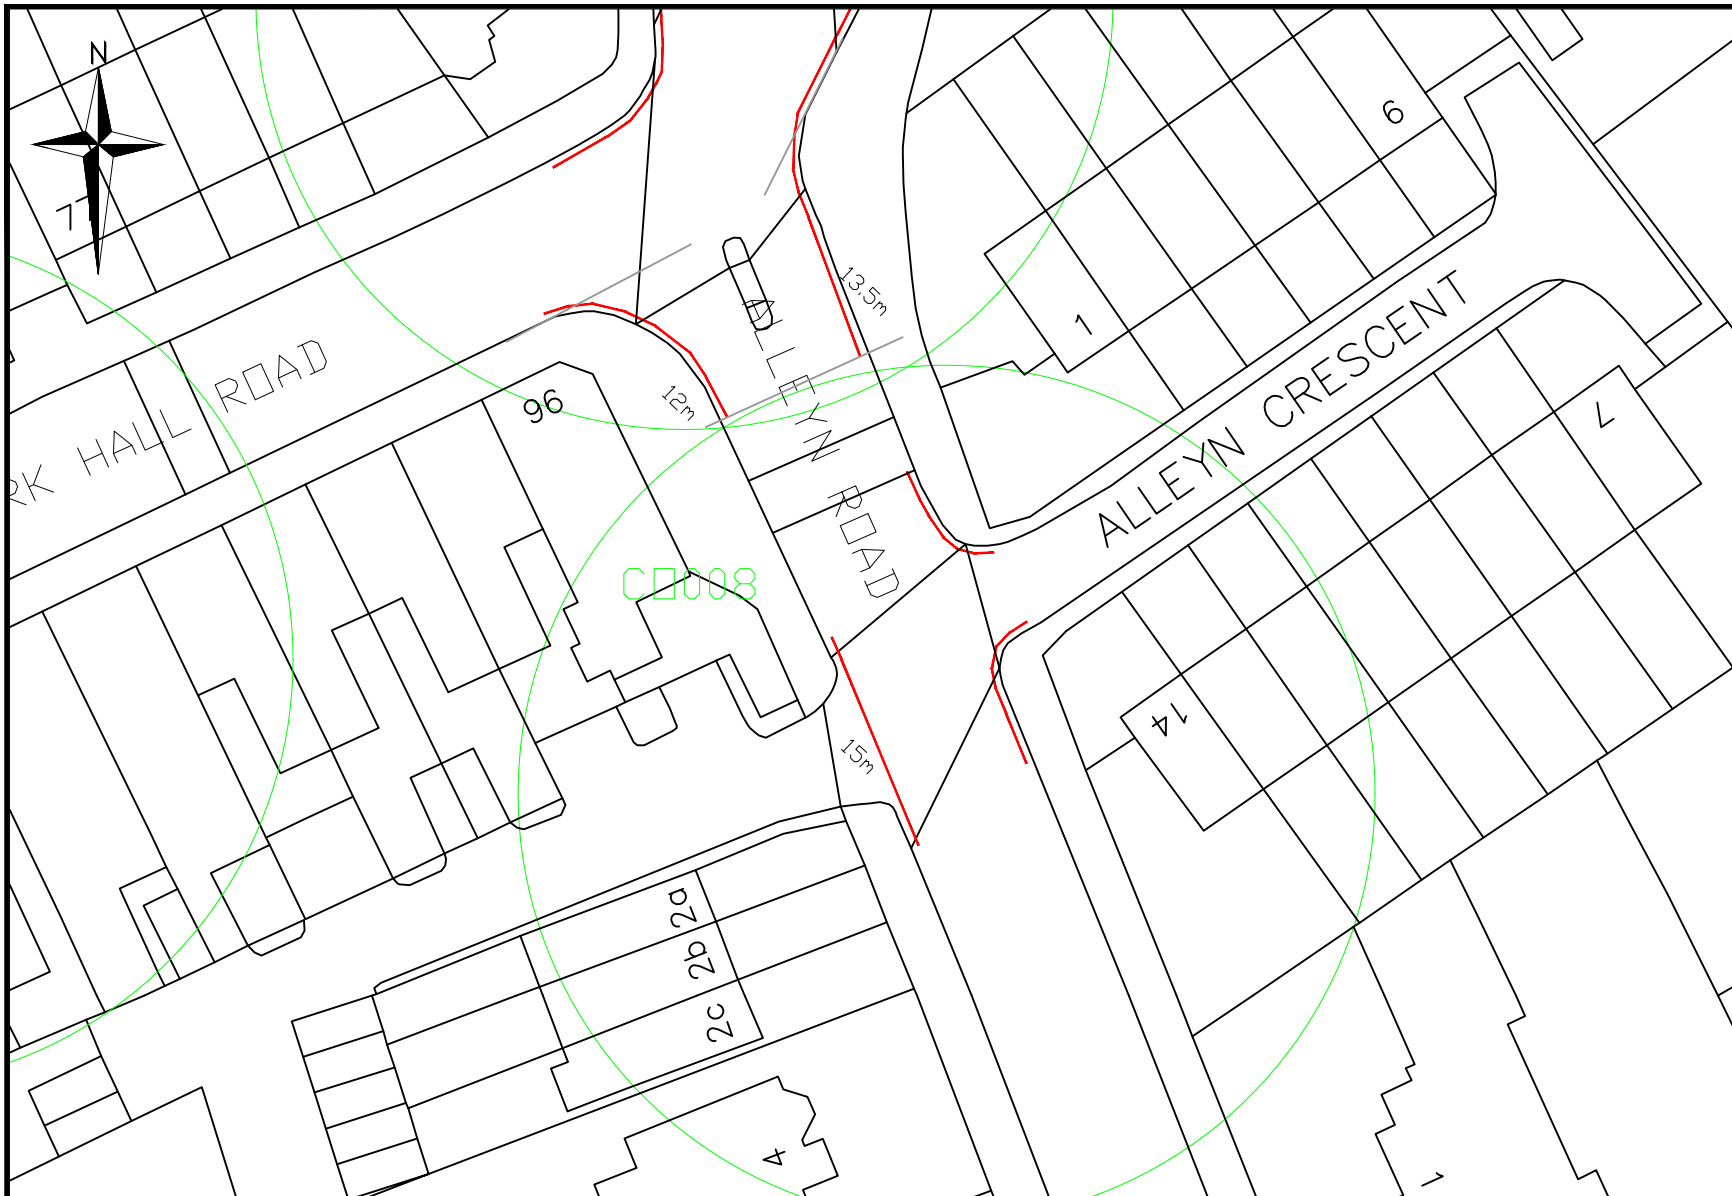 N
77
6
1
13.5m
ALLEYN ROAD
RK HALL ROAD
96
12m
ALLEYN CRESCENT
7
C□008
14
15m
2a
2b
2c
4
1